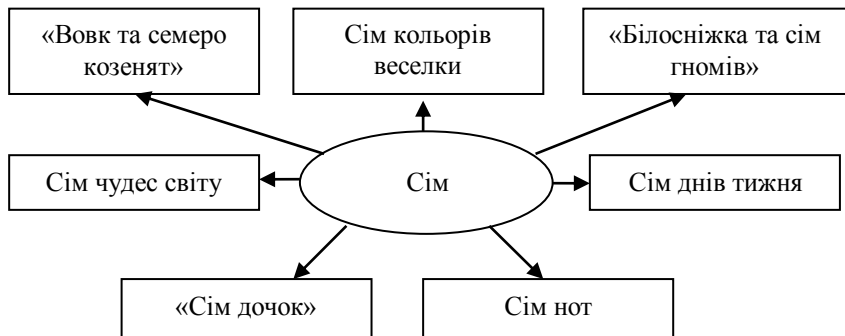 «Вовк та семеро
козенят»
Сім кольорів
веселки
«Білосніжка та сім
гномів»
Сім чудес світу
Сім
Сім днів тижня
«Сім дочок»
Сім нот